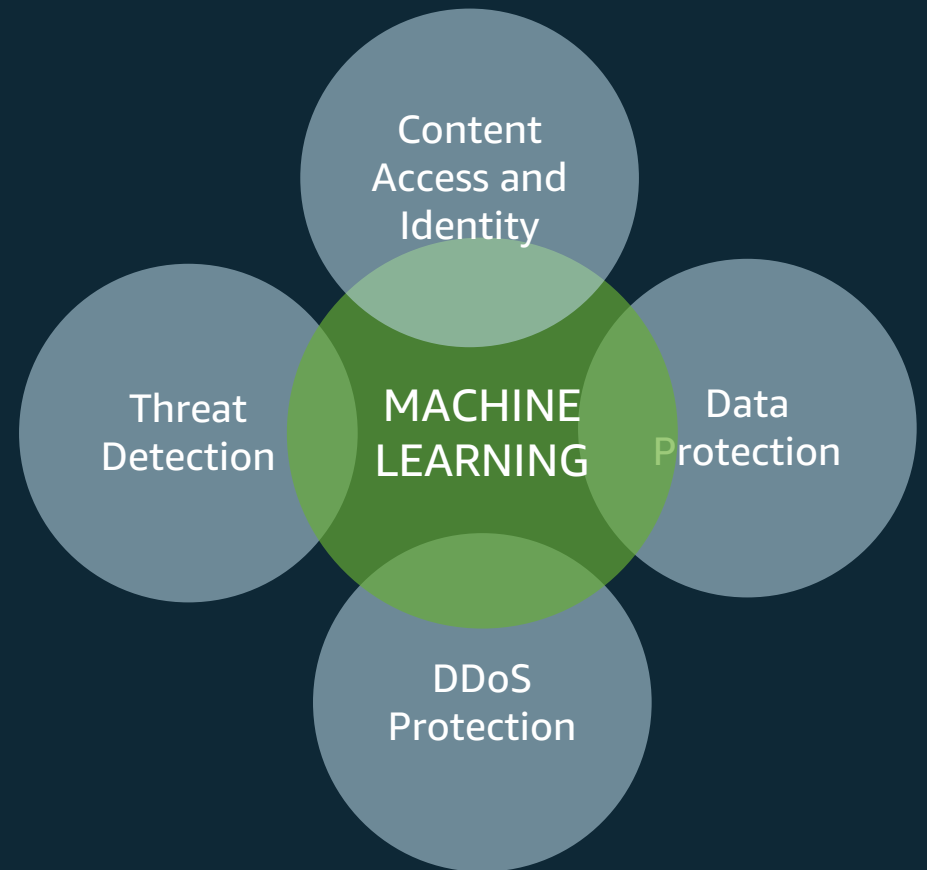 Content
Access and
Identity
Threat
Detection
MACHINE
LEARNING
Data
Protection
DDoS
Protection